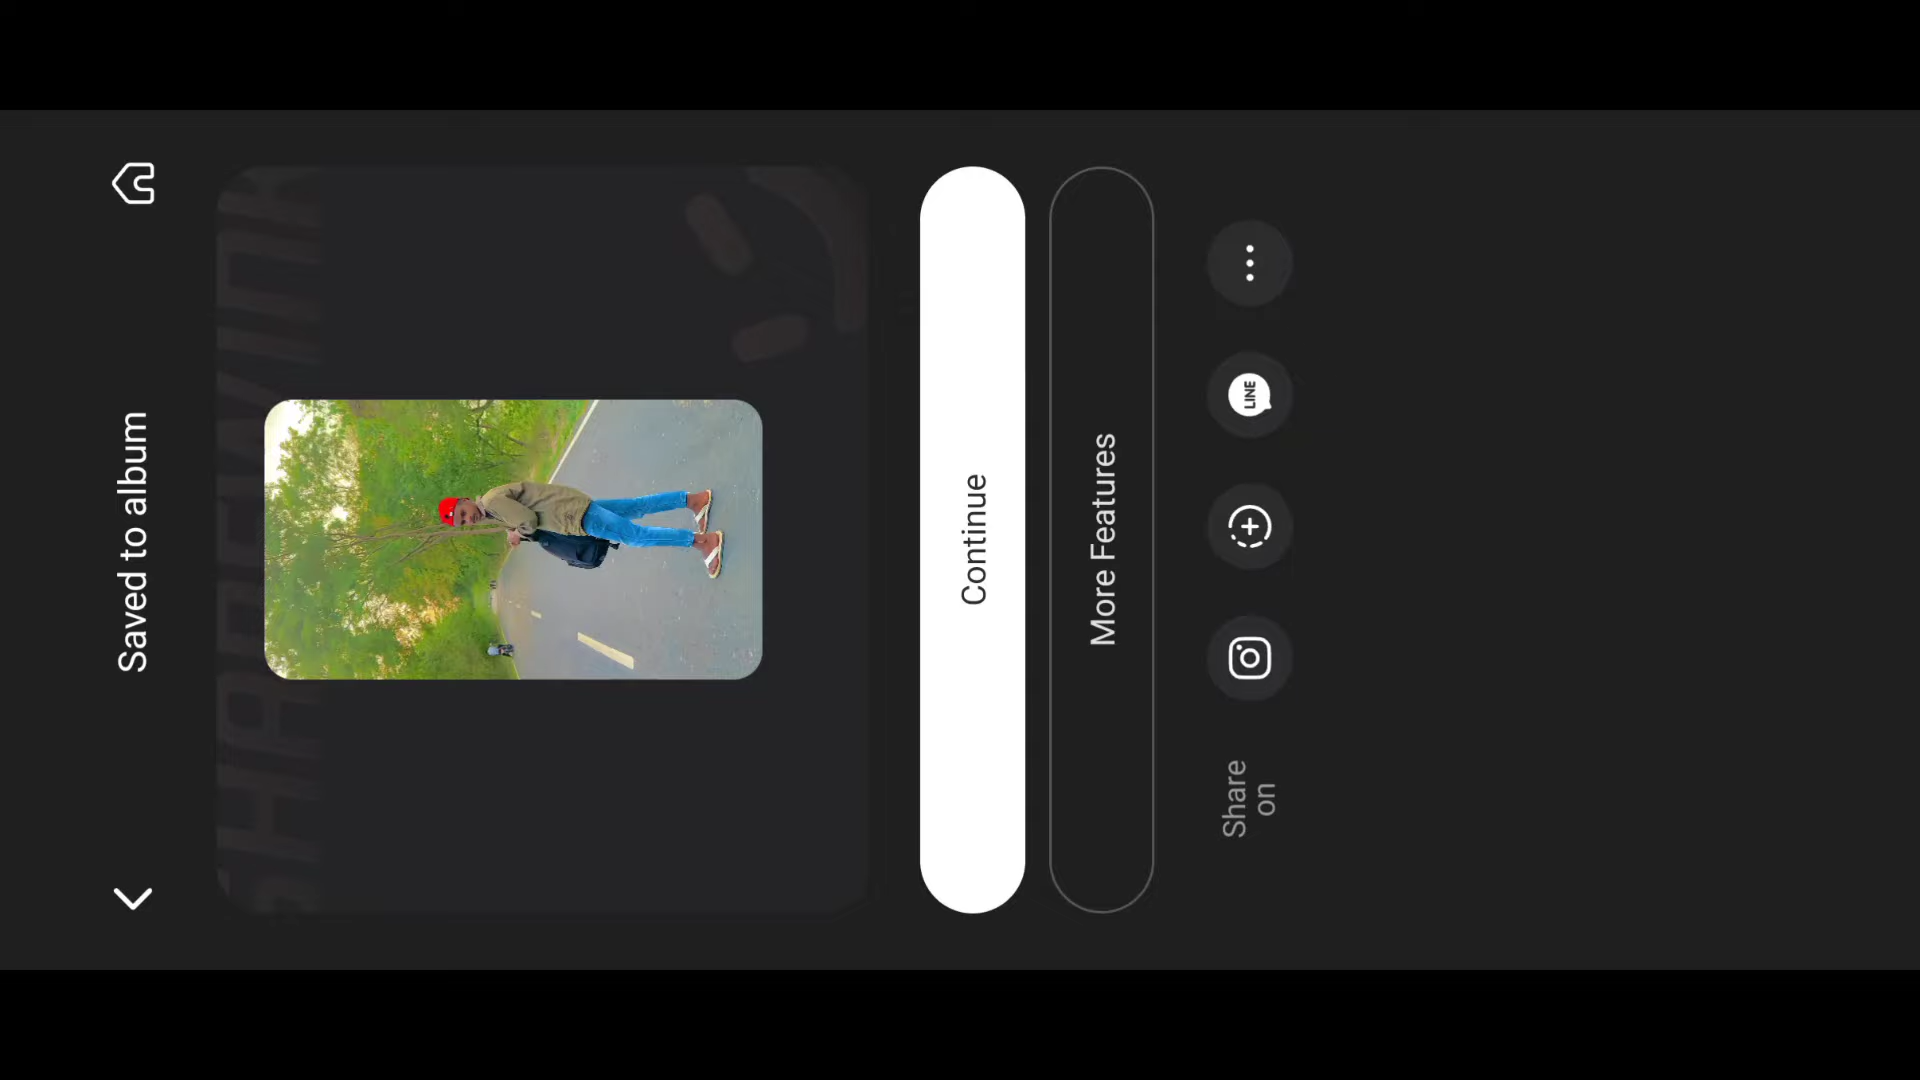 Saved to album
Continue
More Features
Share
on
LINE